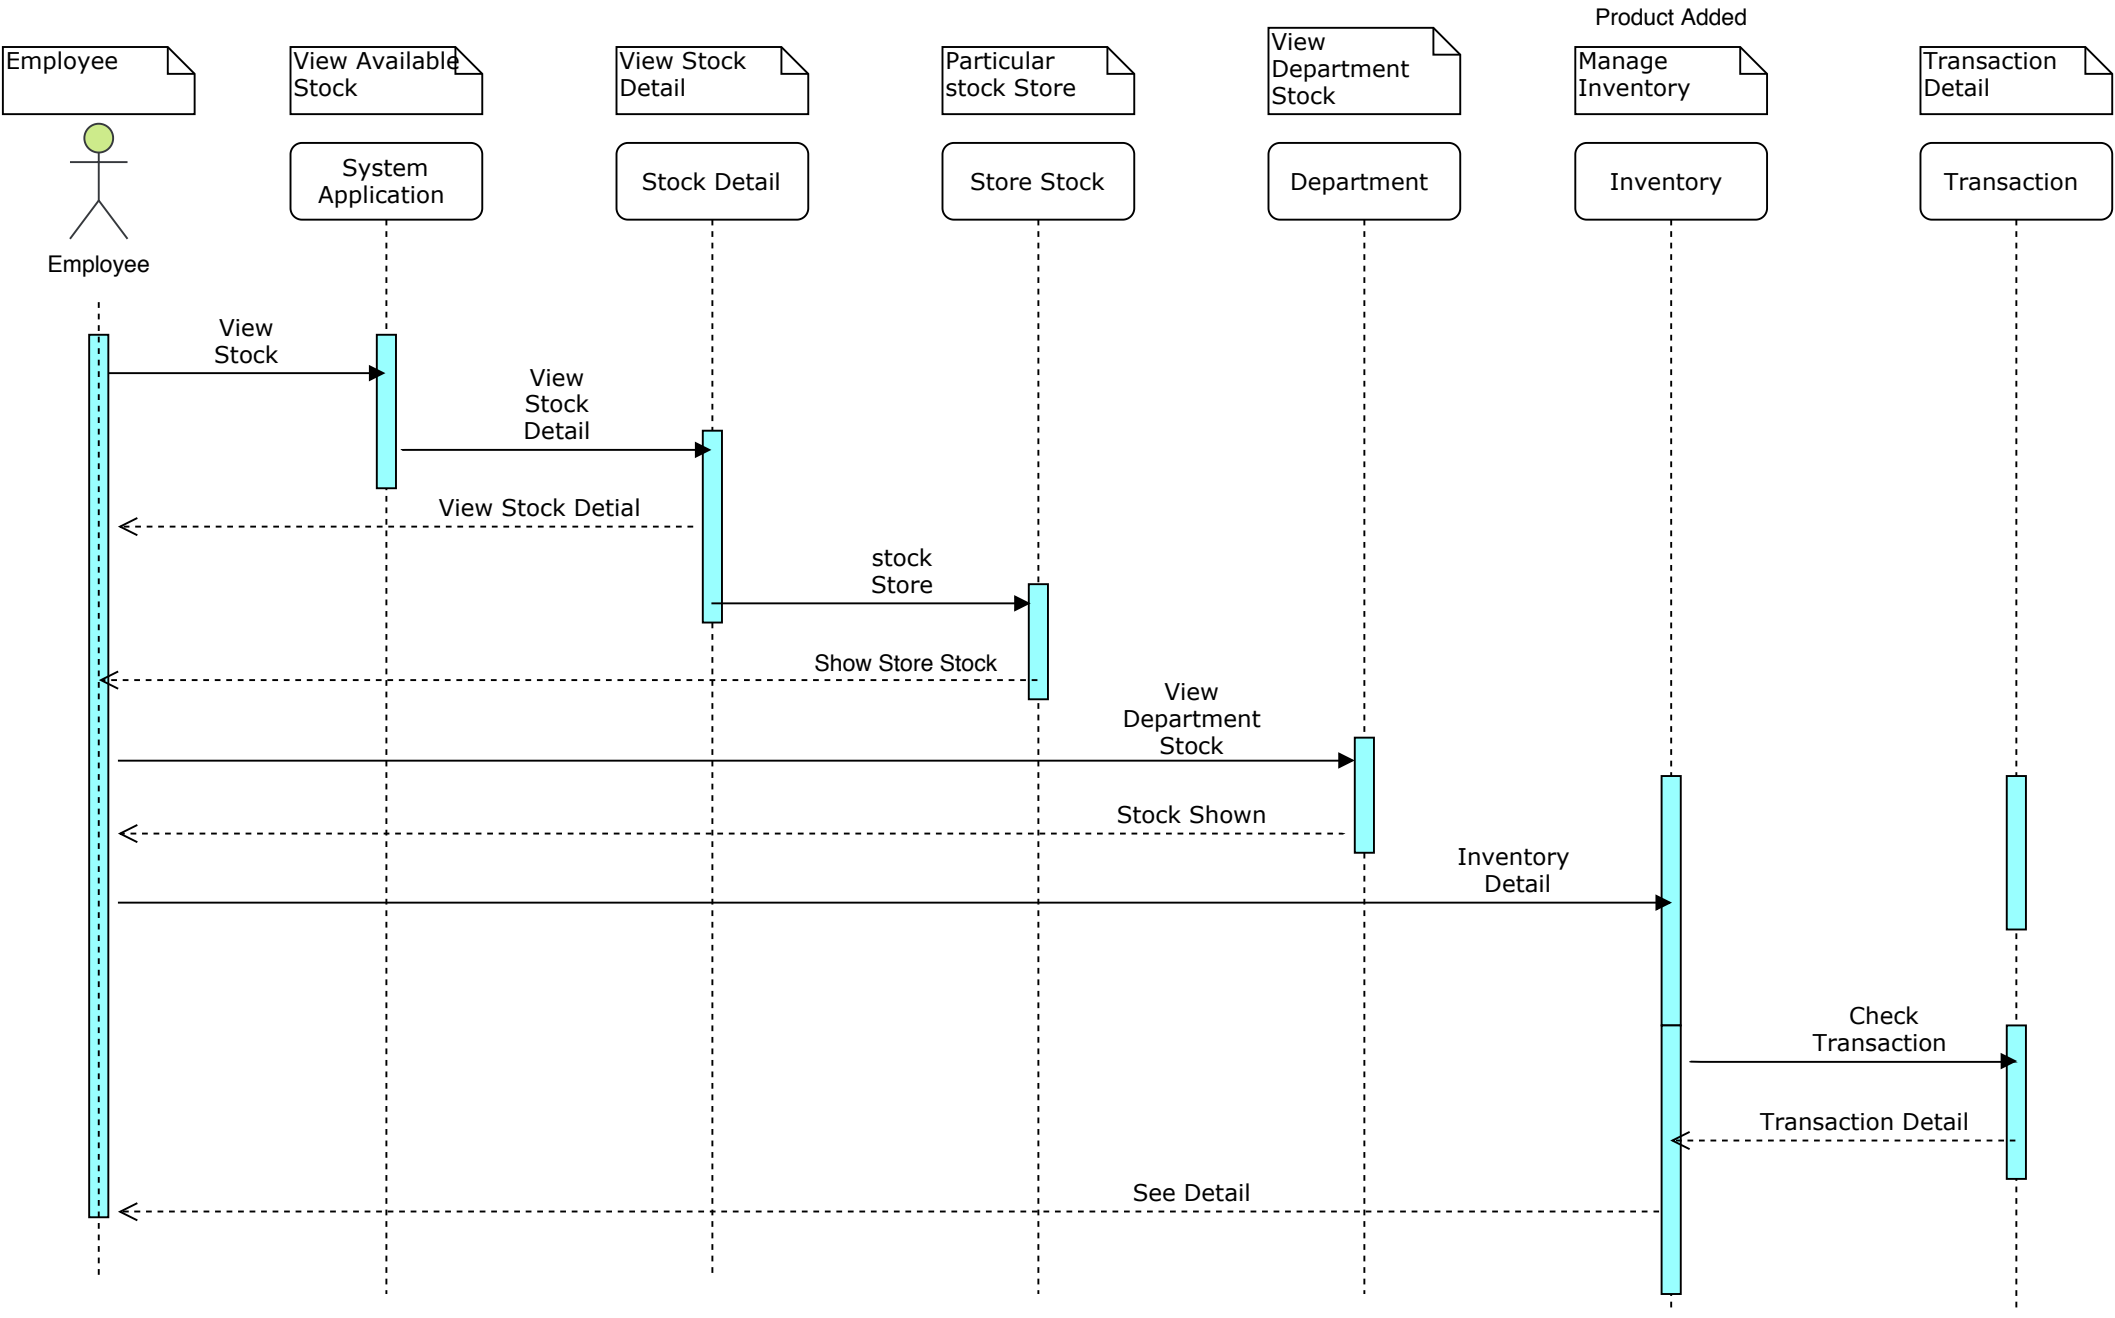 Product Added
Employee
View Available
Stock
View Stock
Detail
Particular
stock Store
View
Department
Stock
Manage
Inventory
Transaction
Detail
System
Application
Stock Detail
Store Stock
Department
Inventory
Transaction
Employee
View
Stock
View
Stock
Detail
View Stock Detial
stock
Store
Show Store Stock
View
Department
Stock
Stock Shown
Inventory
Detail
Check
Transaction
Transaction Detail
See Detail